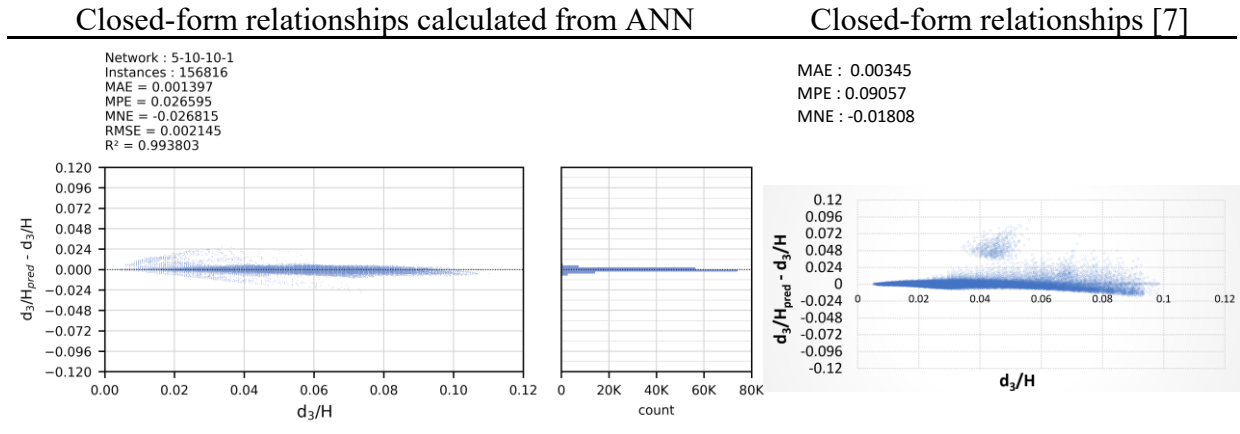 Closed-form relationships calculated from ANN
Closed-form relationships [7]
Network : 5-10-10-1
Instances : 156816
MAE = 0.001397
MPE = 0.026595
MNE = -0.026815
RMSE = 0.002145
R² = 0.993803
MAE : 0.00345
MPE : 0.09057
MNE : -0.01808
d₃/Hpred - d₃/H
0.120
0.096
0.072
0.048
0.024
0.000
−0.024
−0.048
−0.072
−0.096
−0.120
0.00 0.02 0.04 0.06 0.08 0.10 0.12
d₃/H
0 20K 40K 60K 80K
count
d₃/Hpred - d₃/H
0.12
0.096
0.072
0.048
0.024
0
-0.024
-0.048
-0.072
-0.096
-0.12
0 0.02 0.04 0.06 0.08 0.1 0.12
d₃/H